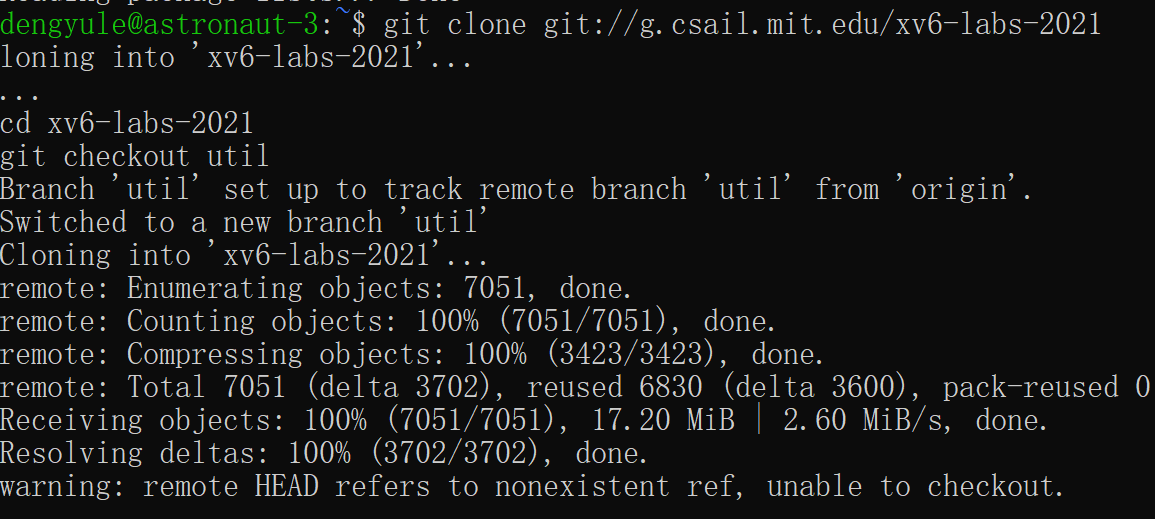 dengyule@astronaut-3:~$ git clone git://g.csail.mit.edu/xv6-labs-2021
loning into 'xv6-labs-2021'...
...
cd xv6-labs-2021
git checkout util
Branch 'util' set up to track remote branch 'util' from 'origin'.
Switched to a new branch 'util'
Cloning into 'xv6-labs-2021'...
remote: Enumerating objects: 7051, done.
remote: Counting objects: 100% (7051/7051), done.
remote: Compressing objects: 100% (3423/3423), done.
remote: Total 7051 (delta 3702), reused 6830 (delta 3600), pack-reused 0
Receiving objects: 100% (7051/7051), 17.20 MiB | 2.60 MiB/s, done.
Resolving deltas: 100% (3702/3702), done.
warning: remote HEAD refers to nonexistent ref, unable to checkout.